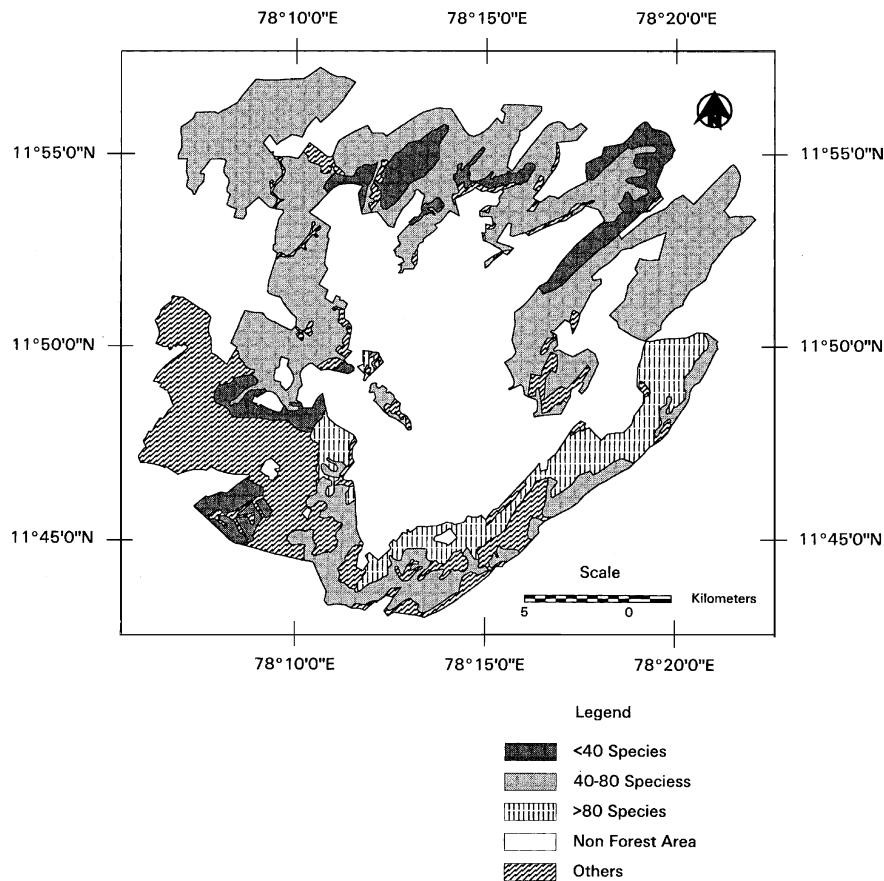 78°10'0"E 78°15'0"E 78°20'0"E
11°55'0"N 11°55'0"N
11°50'0"N 11°50'0"N
11°45'0"N 11°45'0"N
Scale
Kilometers
5 0
78°10'0"E 78°15'0"E 78°20'0"E
Legend
<40 Species
40-80 Speciess
>80 Species
Non Forest Area
Others